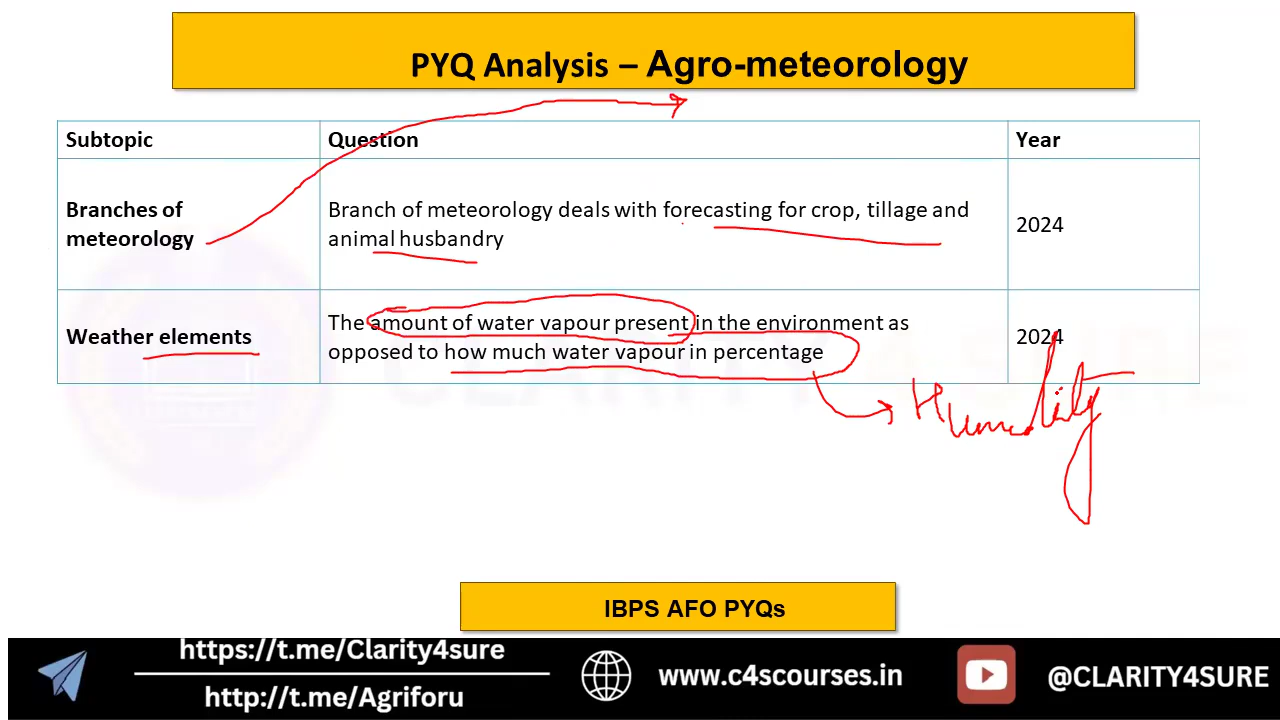 PYQ Analysis – Agro-meteorology
Subtopic
Question
Year
Branches of
meteorology
Branch of meteorology deals with forecasting for crop, tillage and
animal husbandry
2024
Weather elements
The amount of water vapour present in the environment as
opposed to how much water vapour in percentage
2024
Humidity
IBPS AFO PYQs
https://t.me/Clarity4sure
http://t.me/Agriforu
www.c4scourses.in
@CLARITY4SURE